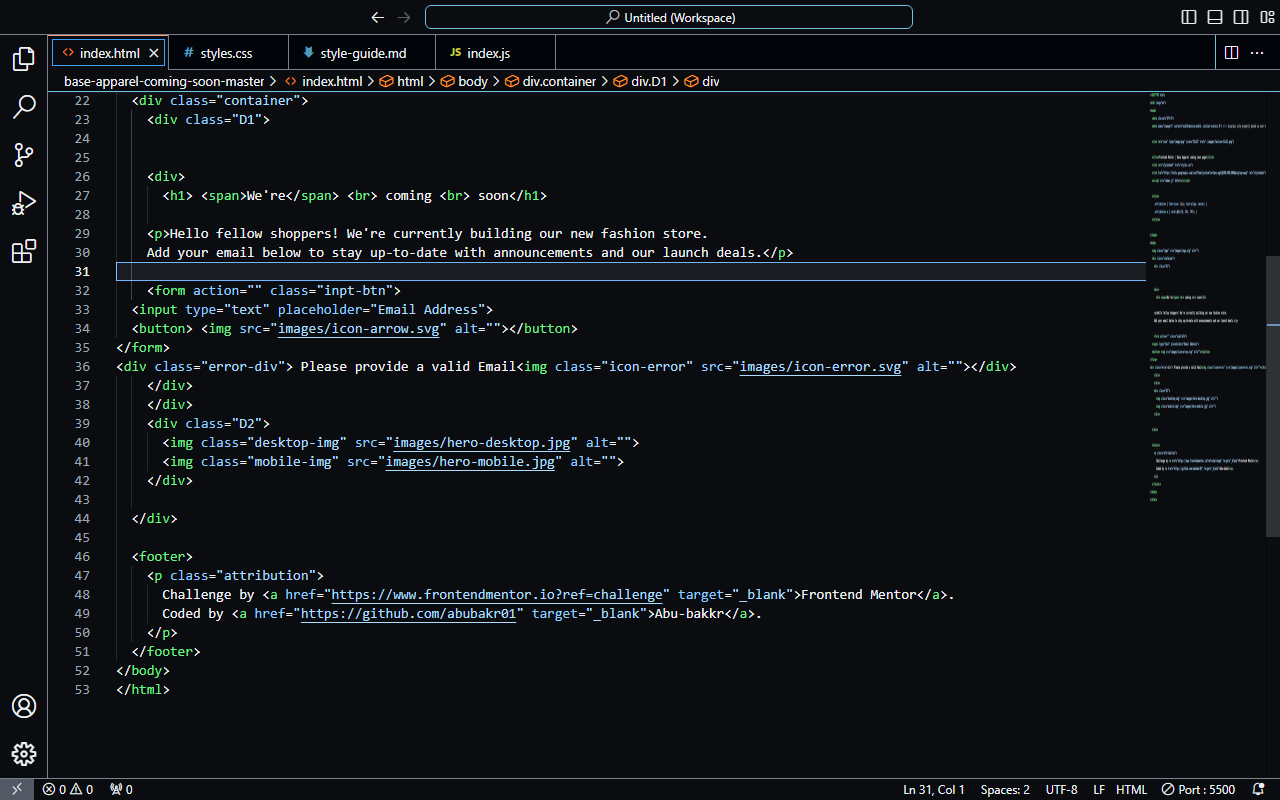 Untitled (Workspace)
index.html
# styles.css
style-guide.md
JS index.js
base-apparel-coming-soon-master > index.html > html > body > div.container > div.D1 > div
22 <div class="container">
23 <div class="D1">
24
25
26 <div>
27 <h1> <span>We're</span> <br> coming <br> soon</h1>
28
29 <p>Hello fellow shoppers! We're currently building our new fashion store.
30 Add your email below to stay up-to-date with announcements and our launch deals.</p>
31
32 <form action="" class="inpt-btn">
33 <input type="text" placeholder="Email Address">
34 <button> <img src="images/icon-arrow.svg" alt=""></button>
35 </form>
36 <div class="error-div"> Please provide a valid Email<img class="icon-error" src="images/icon-error.svg" alt=""></div>
37 </div>
38 </div>
39 <div class="D2">
40 <img class="desktop-img" src="images/hero-desktop.jpg" alt="">
41 <img class="mobile-img" src="images/hero-mobile.jpg" alt="">
42 </div>
43
44 </div>
45
46 <footer>
47 <p class="attribution">
48 Challenge by <a href="https://www.frontendmentor.io?ref=challenge" target="_blank">Frontend Mentor</a>.
49 Coded by <a href="https://github.com/abubakr01" target="_blank">Abu-bakkr</a>.
50 </p>
51 </footer>
52 </body>
53 </html>
0 0 0 Ln 31, Col 1 Spaces: 2 UTF-8 LF HTML Port : 5500